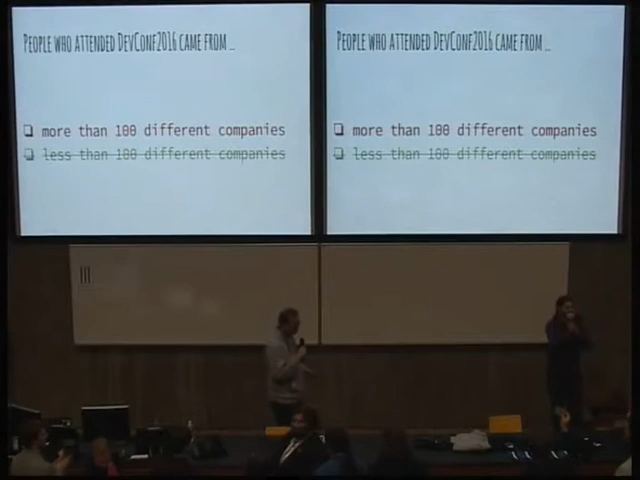 People who attended DevConf2016 came from ...
more than 100 different companies
less than 100 different companies
People who attended DevConf2016 came from ...
more than 100 different companies
less than 100 different companies